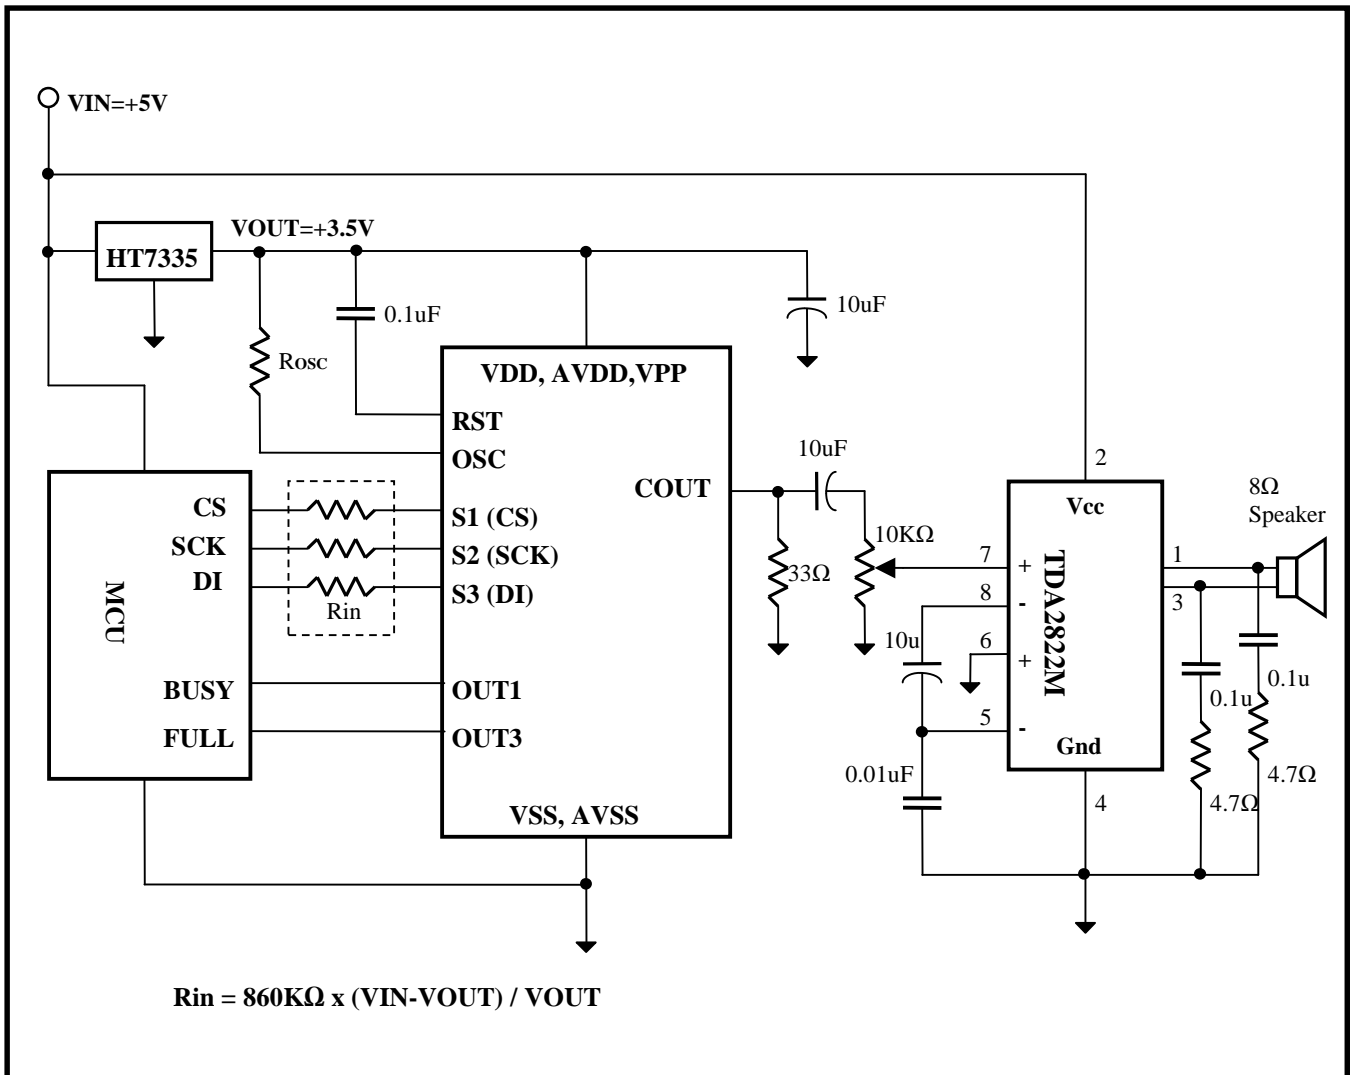 VIN=+5V
VOUT=+3.5V
HT7335
0.1uF
10uF
Rosc
VDD, AVDD,VPP
RST
OSC
10uF
2
COUT
8Ω
Speaker
CS
S1 (CS)
Vcc
SCK
S2 (SCK)
10KΩ
DI
S3 (DI)
33Ω
7
+
1
Rin
8
-
3
MCU
TDA2822M
10u
6
+
0.1u
0.1u
BUSY
OUT1
FULL
OUT3
5
-
Gnd
0.01uF
4.7Ω
4.7Ω
VSS, AVSS
4
Rin = 860KΩ x (VIN-VOUT) / VOUT